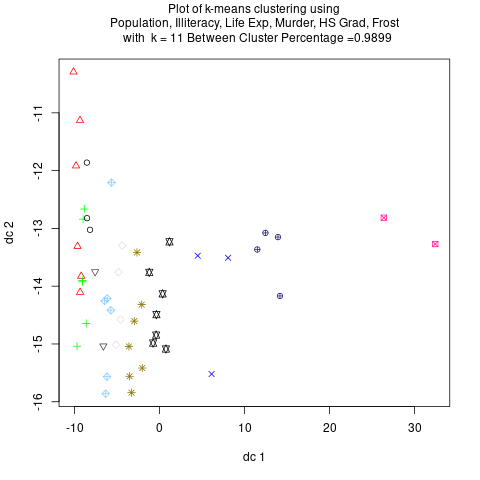 Plot of k-means clustering using
Population, Illiteracy, Life Exp, Murder, HS Grad, Frost
with  k = 11 Between Cluster Percentage =0.9899
dc 2
-11
-12
-13
-14
-15
-16
-10 0 10 20 30
dc 1